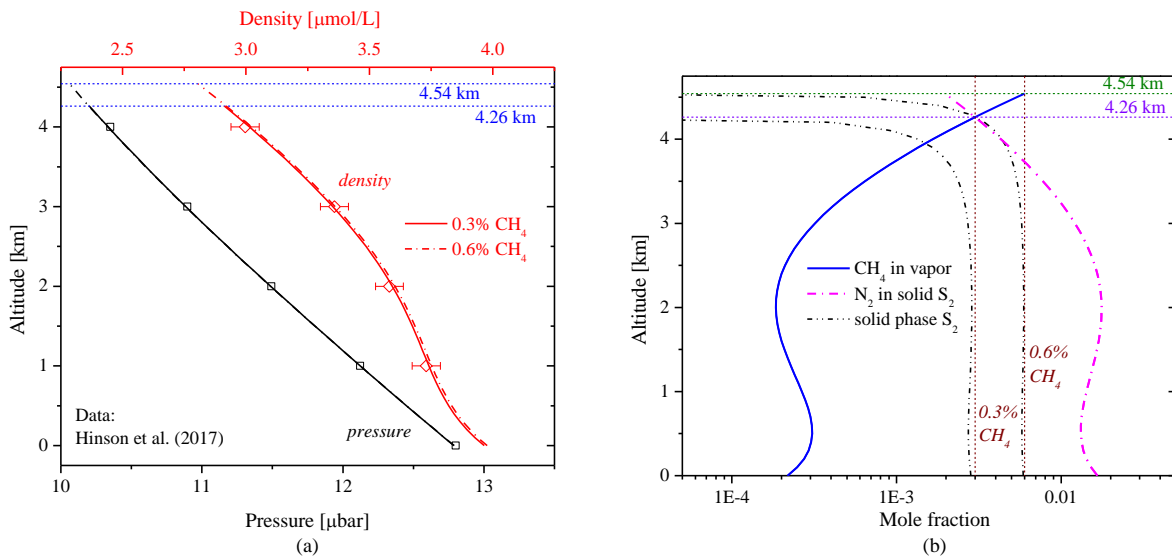 Density [μmol/L]
2.5 3.0 3.5 4.0
4.54 km
4.26 km
density
0.3% CH₄
0.6% CH₄
Data:
Hinson et al. (2017)
pressure
Altitude [km]
4
3
2
1
0
10 11 12 13
Pressure [μbar]
(a)
4.54 km
4.26 km
CH₄ in vapor
N₂ in solid S₂
solid phase S₂
0.6%
CH₄
0.3%
CH₄
Altitude [km]
4
3
2
1
0
1E-4 1E-3 0.01
Mole fraction
(b)